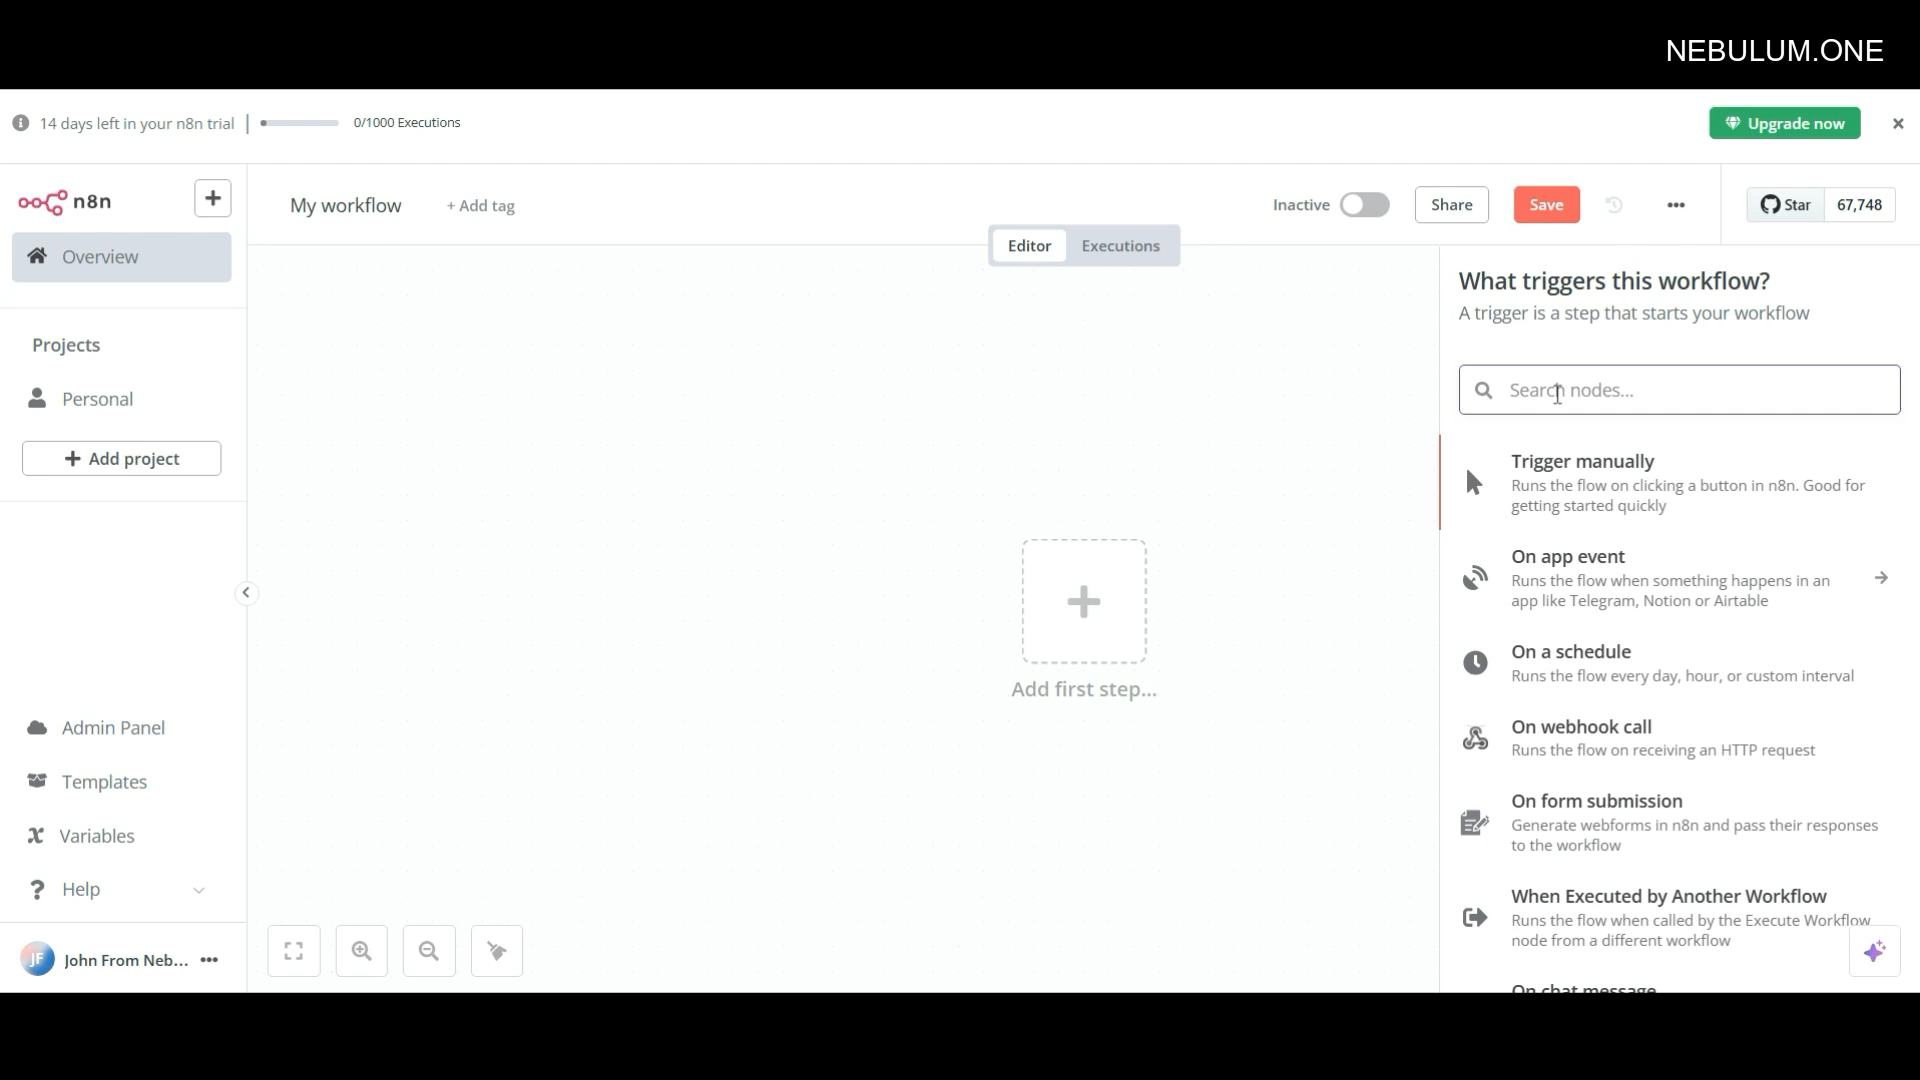 NEBULUM.ONE
14 days left in your n8n trial
0/1000 Executions
Upgrade now
n8n
My workflow
+ Add tag
Inactive
Share
Save
Star
67,748
Overview
Editor
Executions
Projects
Personal
Add project
Admin Panel
Templates
Variables
Help
JF
John From Neb...
Add first step...
What triggers this workflow?
A trigger is a step that starts your workflow
Search nodes...
Trigger manually
Runs the flow on clicking a button in n8n. Good for
getting started quickly
On app event
Runs the flow when something happens in an
app like Telegram, Notion or Airtable
On a schedule
Runs the flow every day, hour, or custom interval
On webhook call
Runs the flow on receiving an HTTP request
On form submission
Generate webforms in n8n and pass their responses
to the workflow
When Executed by Another Workflow
Runs the flow when called by the Execute Workflow
node from a different workflow
On chat message